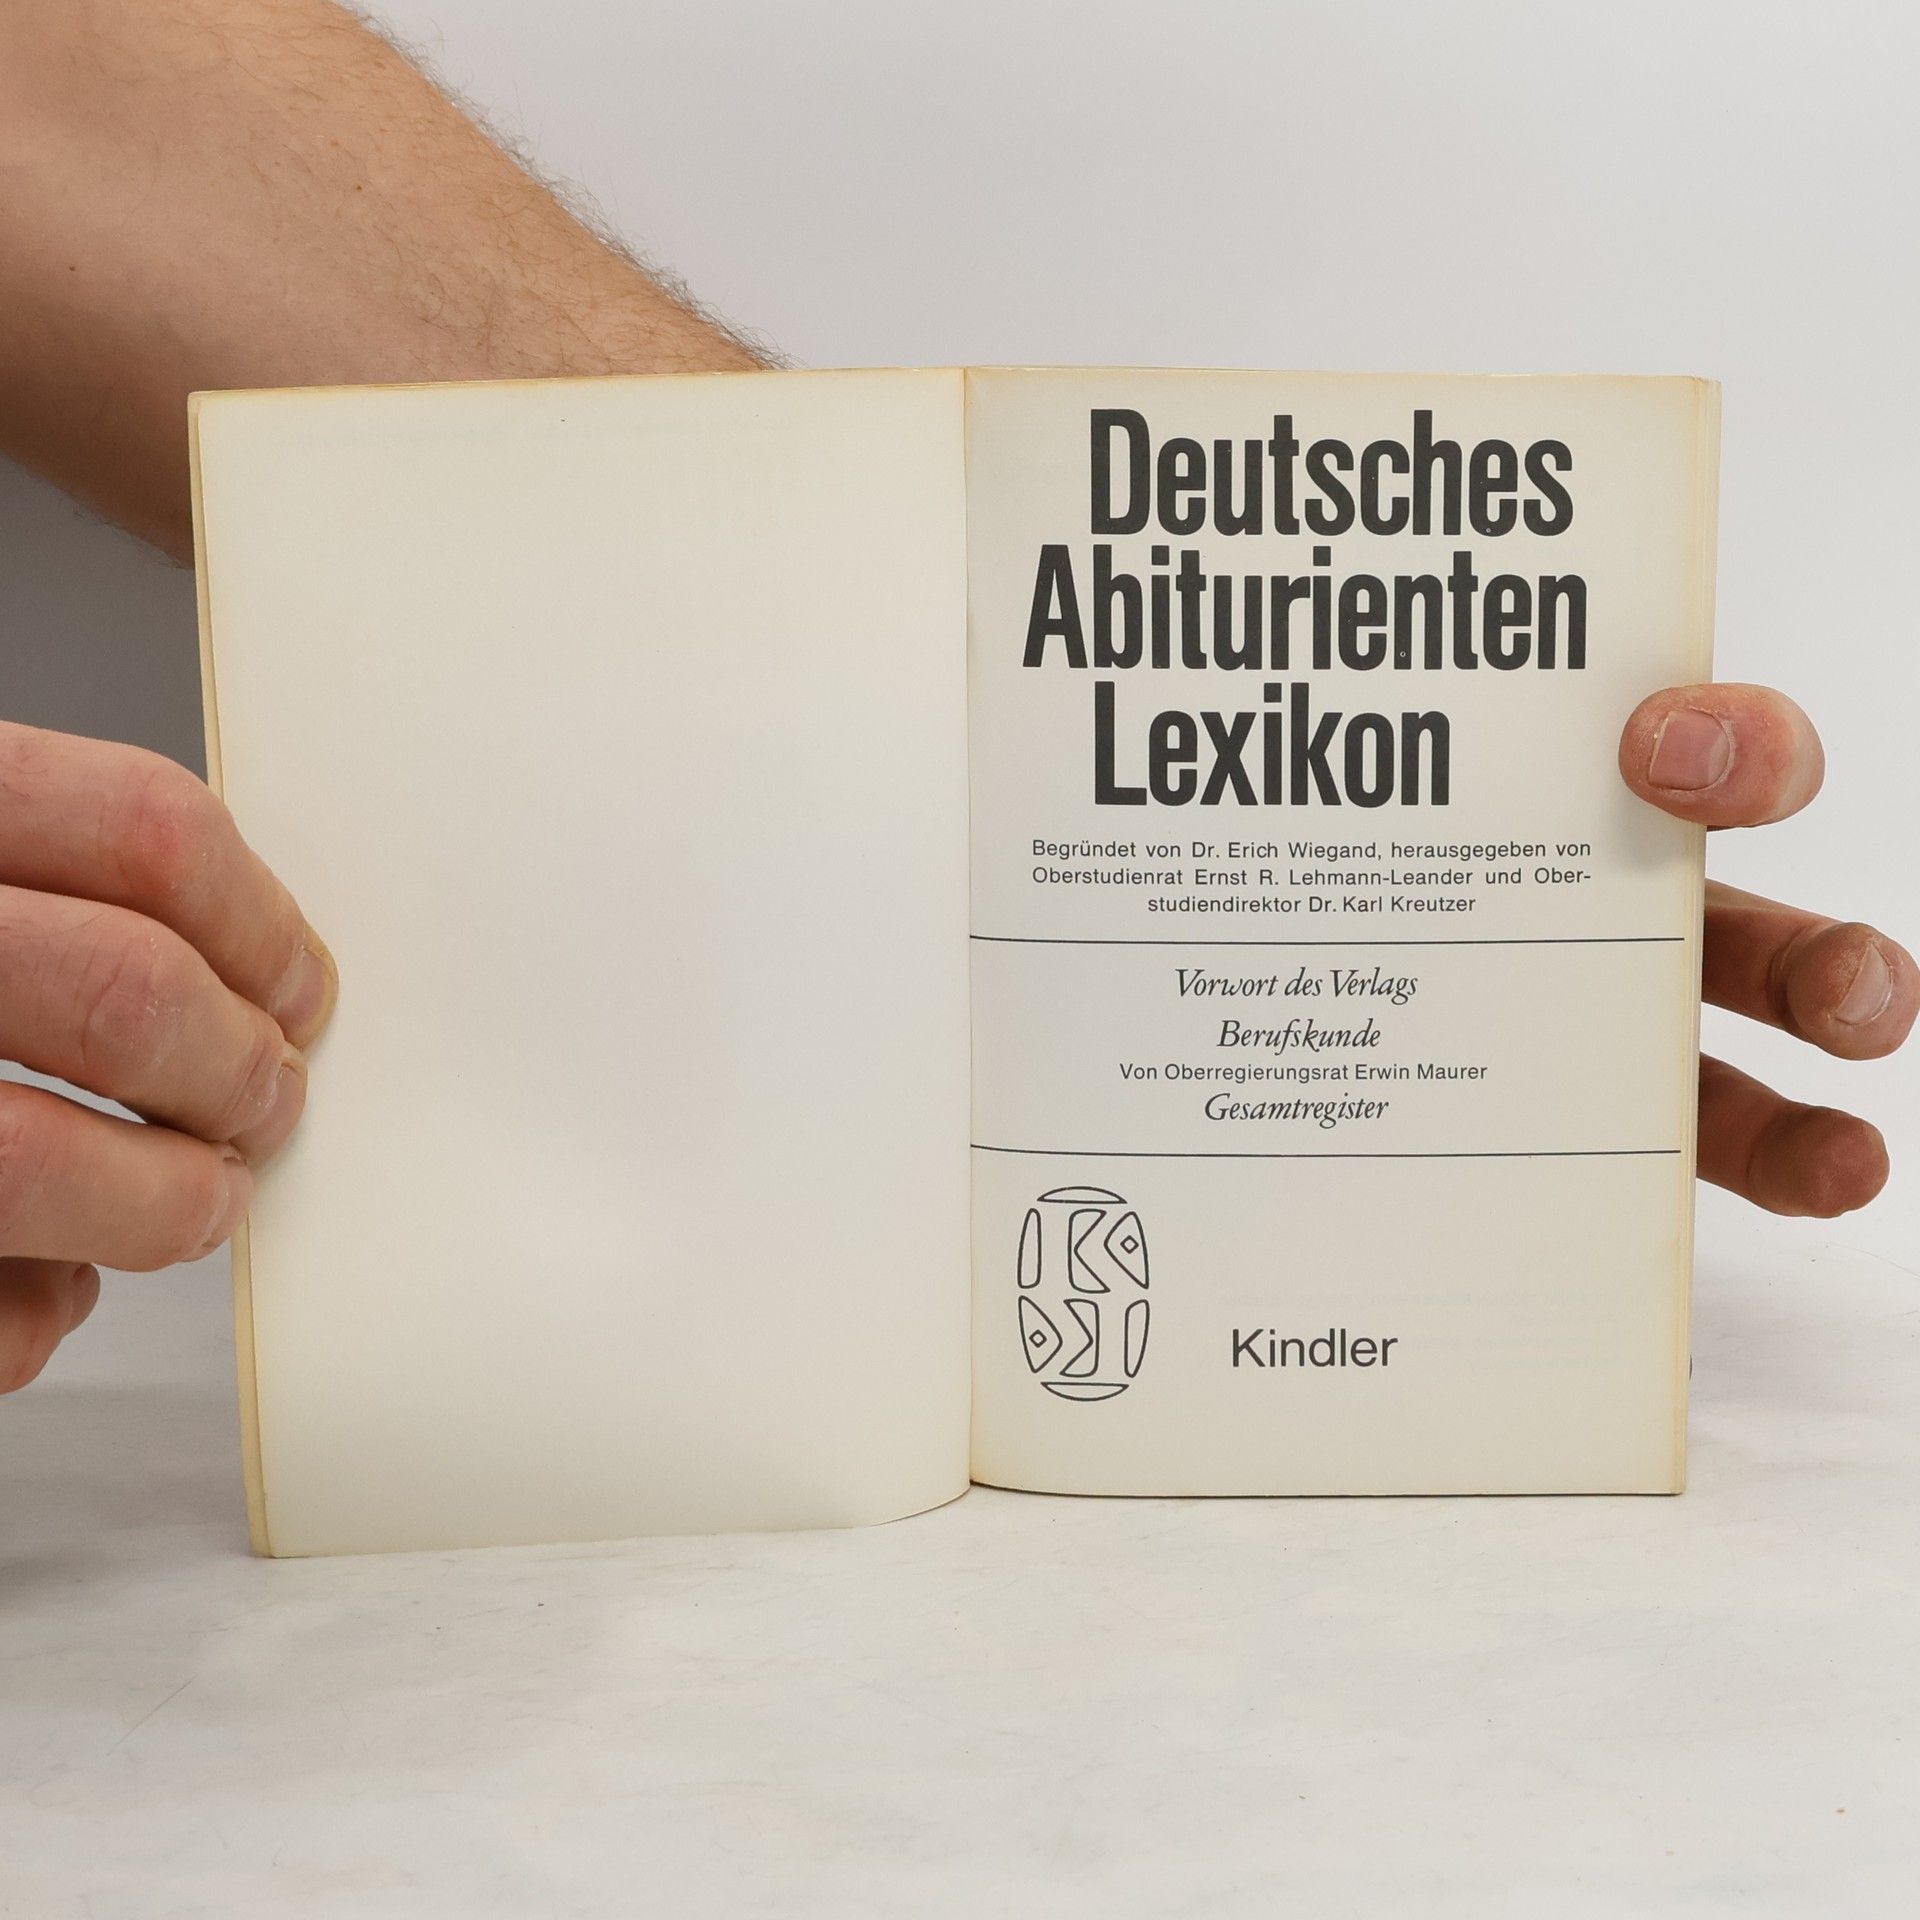 Deutsches
Abiturienten
Lexikon
Begründet von Dr. Erich Wiegand, herausgegeben von
Oberstudienrat Ernst R. Lehmann-Leander und Ober-
studiendirektor Dr. Karl Kreutzer
Vorwort des Verlags
Berufskunde
Von Oberregierungsrat Erwin Maurer
Gesamtregister
Kindler